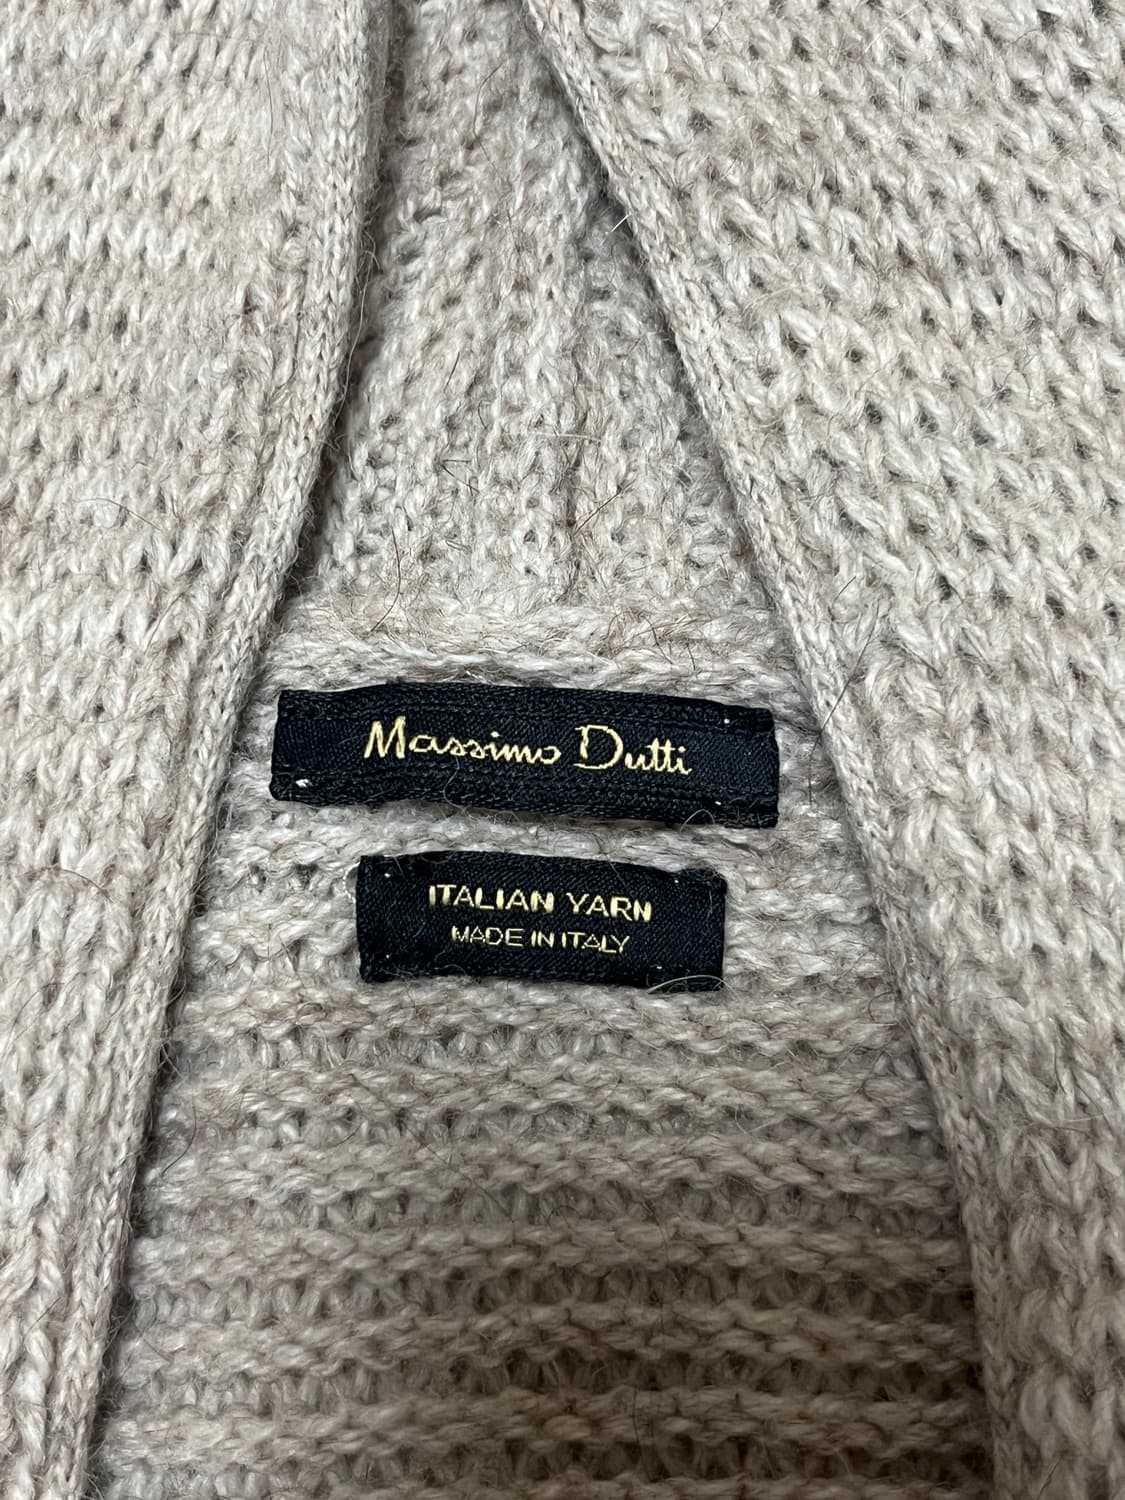 Massimo Dutti
ITALIAN YARN
MADE IN ITALY